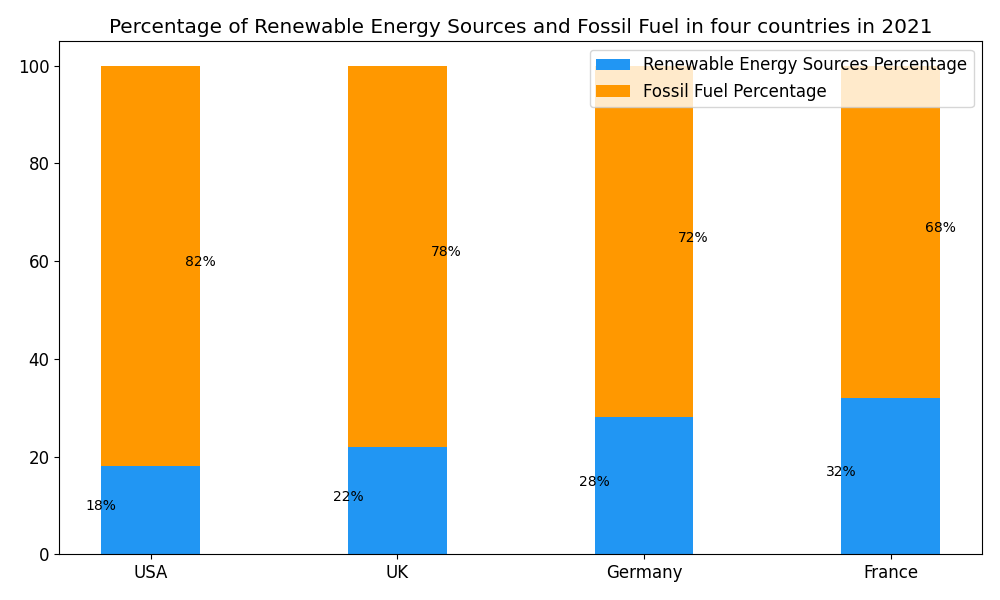 Percentage of Renewable Energy Sources and Fossil Fuel in four countries in 2021
Renewable Energy Sources Percentage
Fossil Fuel Percentage
100
80
60
40
20
0
82%
78%
72%
68%
18%
22%
28%
32%
USA
UK
Germany
France